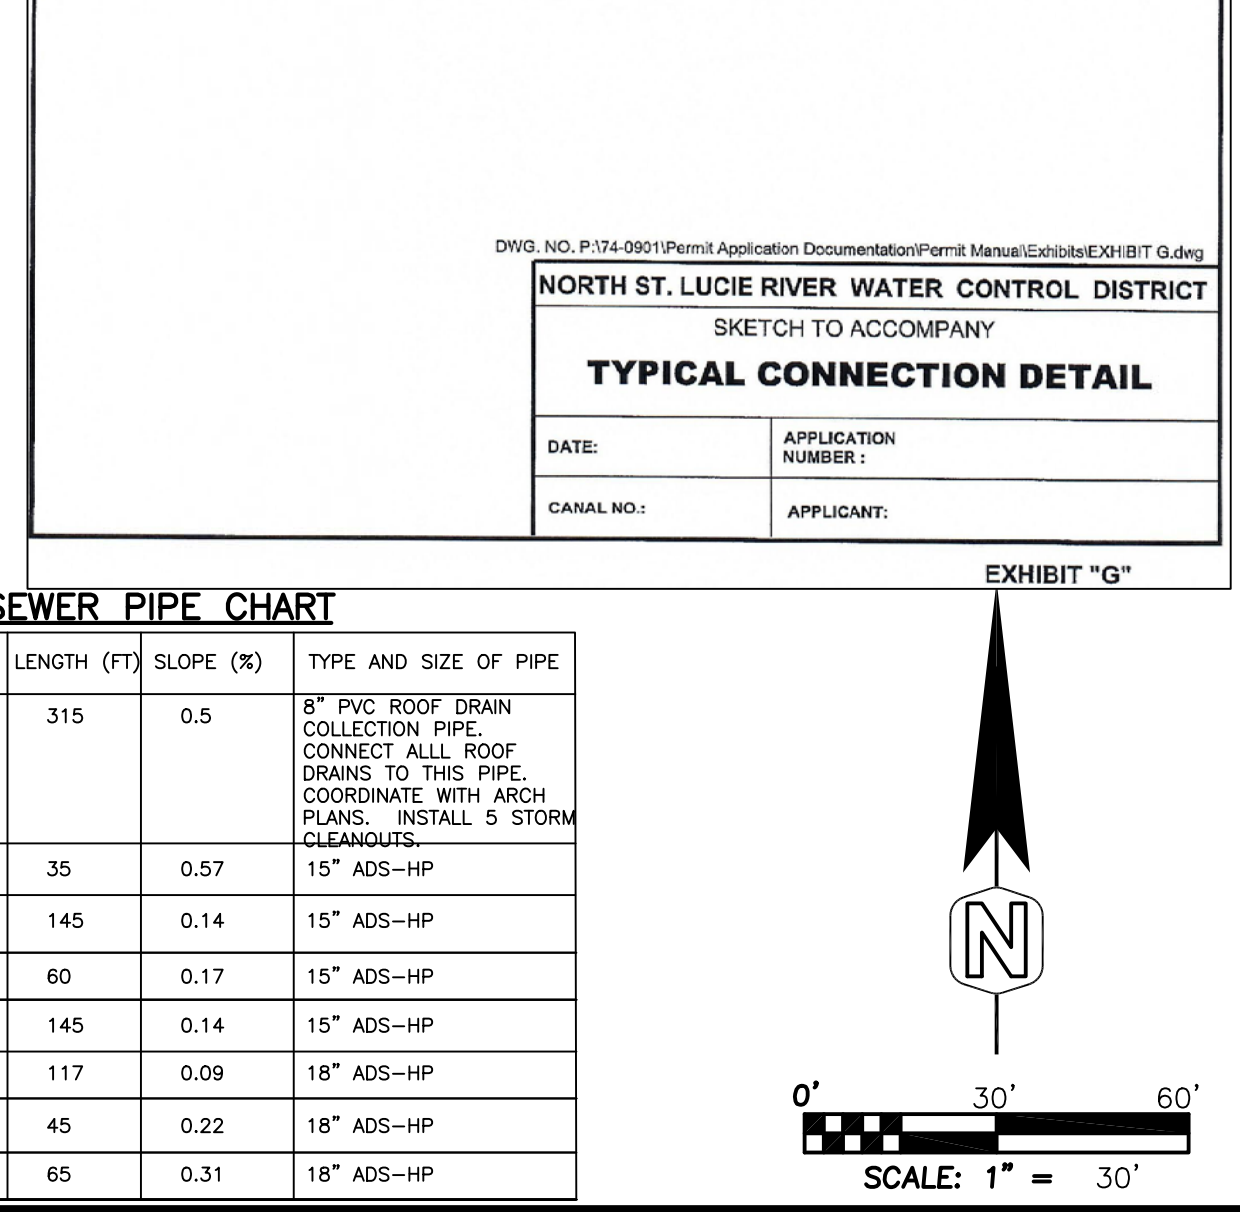 DWG. NO. P:\74-0901\Permit Application Documentation\Permit Manual\Exhibits\EXHIBIT G.dwg
NORTH ST. LUCIE RIVER WATER CONTROL DISTRICT
SKETCH TO ACCOMPANY
TYPICAL CONNECTION DETAIL
DATE:
APPLICATION
NUMBER :
CANAL NO.:
APPLICANT:
EXHIBIT "G"
SEWER PIPE CHART
LENGTH (FT) SLOPE (%) TYPE AND SIZE OF PIPE
315 0.5 8" PVC ROOF DRAIN
COLLECTION PIPE.
CONNECT ALLL ROOF
DRAINS TO THIS PIPE.
COORDINATE WITH ARCH
PLANS. INSTALL 5 STORM
CLEANOUTS.
35 0.57 15" ADS-HP
145 0.14 15" ADS-HP
60 0.17 15" ADS-HP
145 0.14 15" ADS-HP
117 0.09 18" ADS-HP
45 0.22 18" ADS-HP
65 0.31 18" ADS-HP
N
0' 30' 60'
SCALE: 1" = 30'